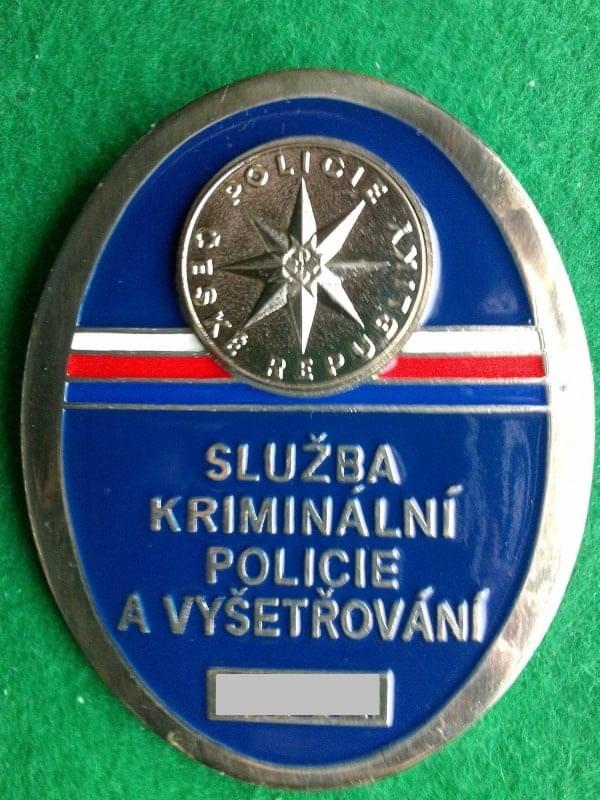 POLICIE
ČESKÉ REPUBLIKY
SLUŽBA
KRIMINÁLNÍ
POLICIE
A VYŠETŘOVÁNÍ